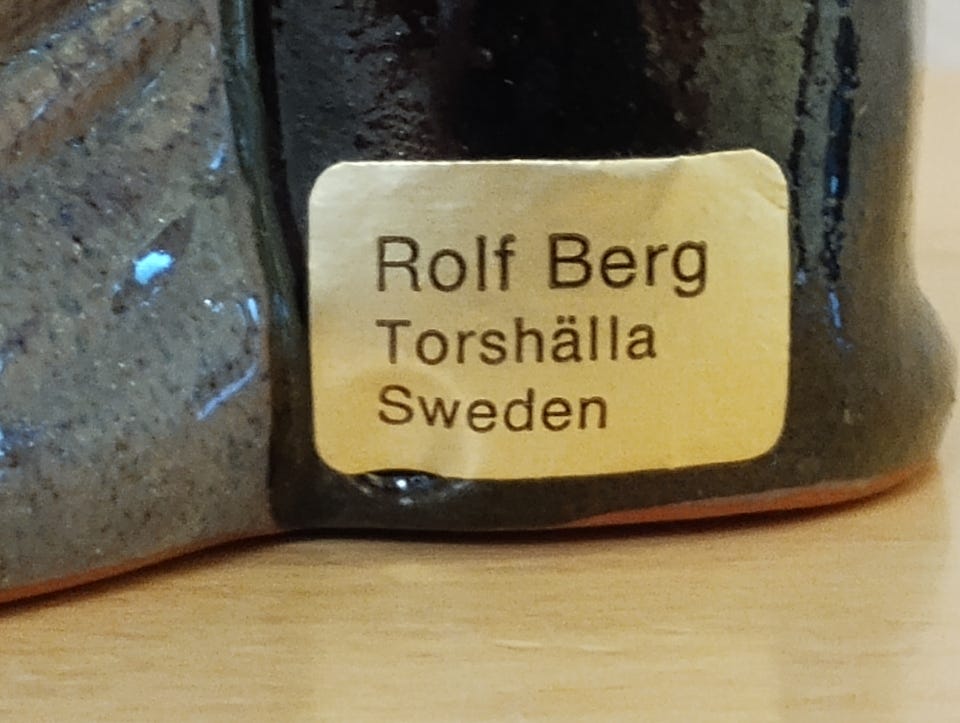 Rolf Berg
Torshälla
Sweden